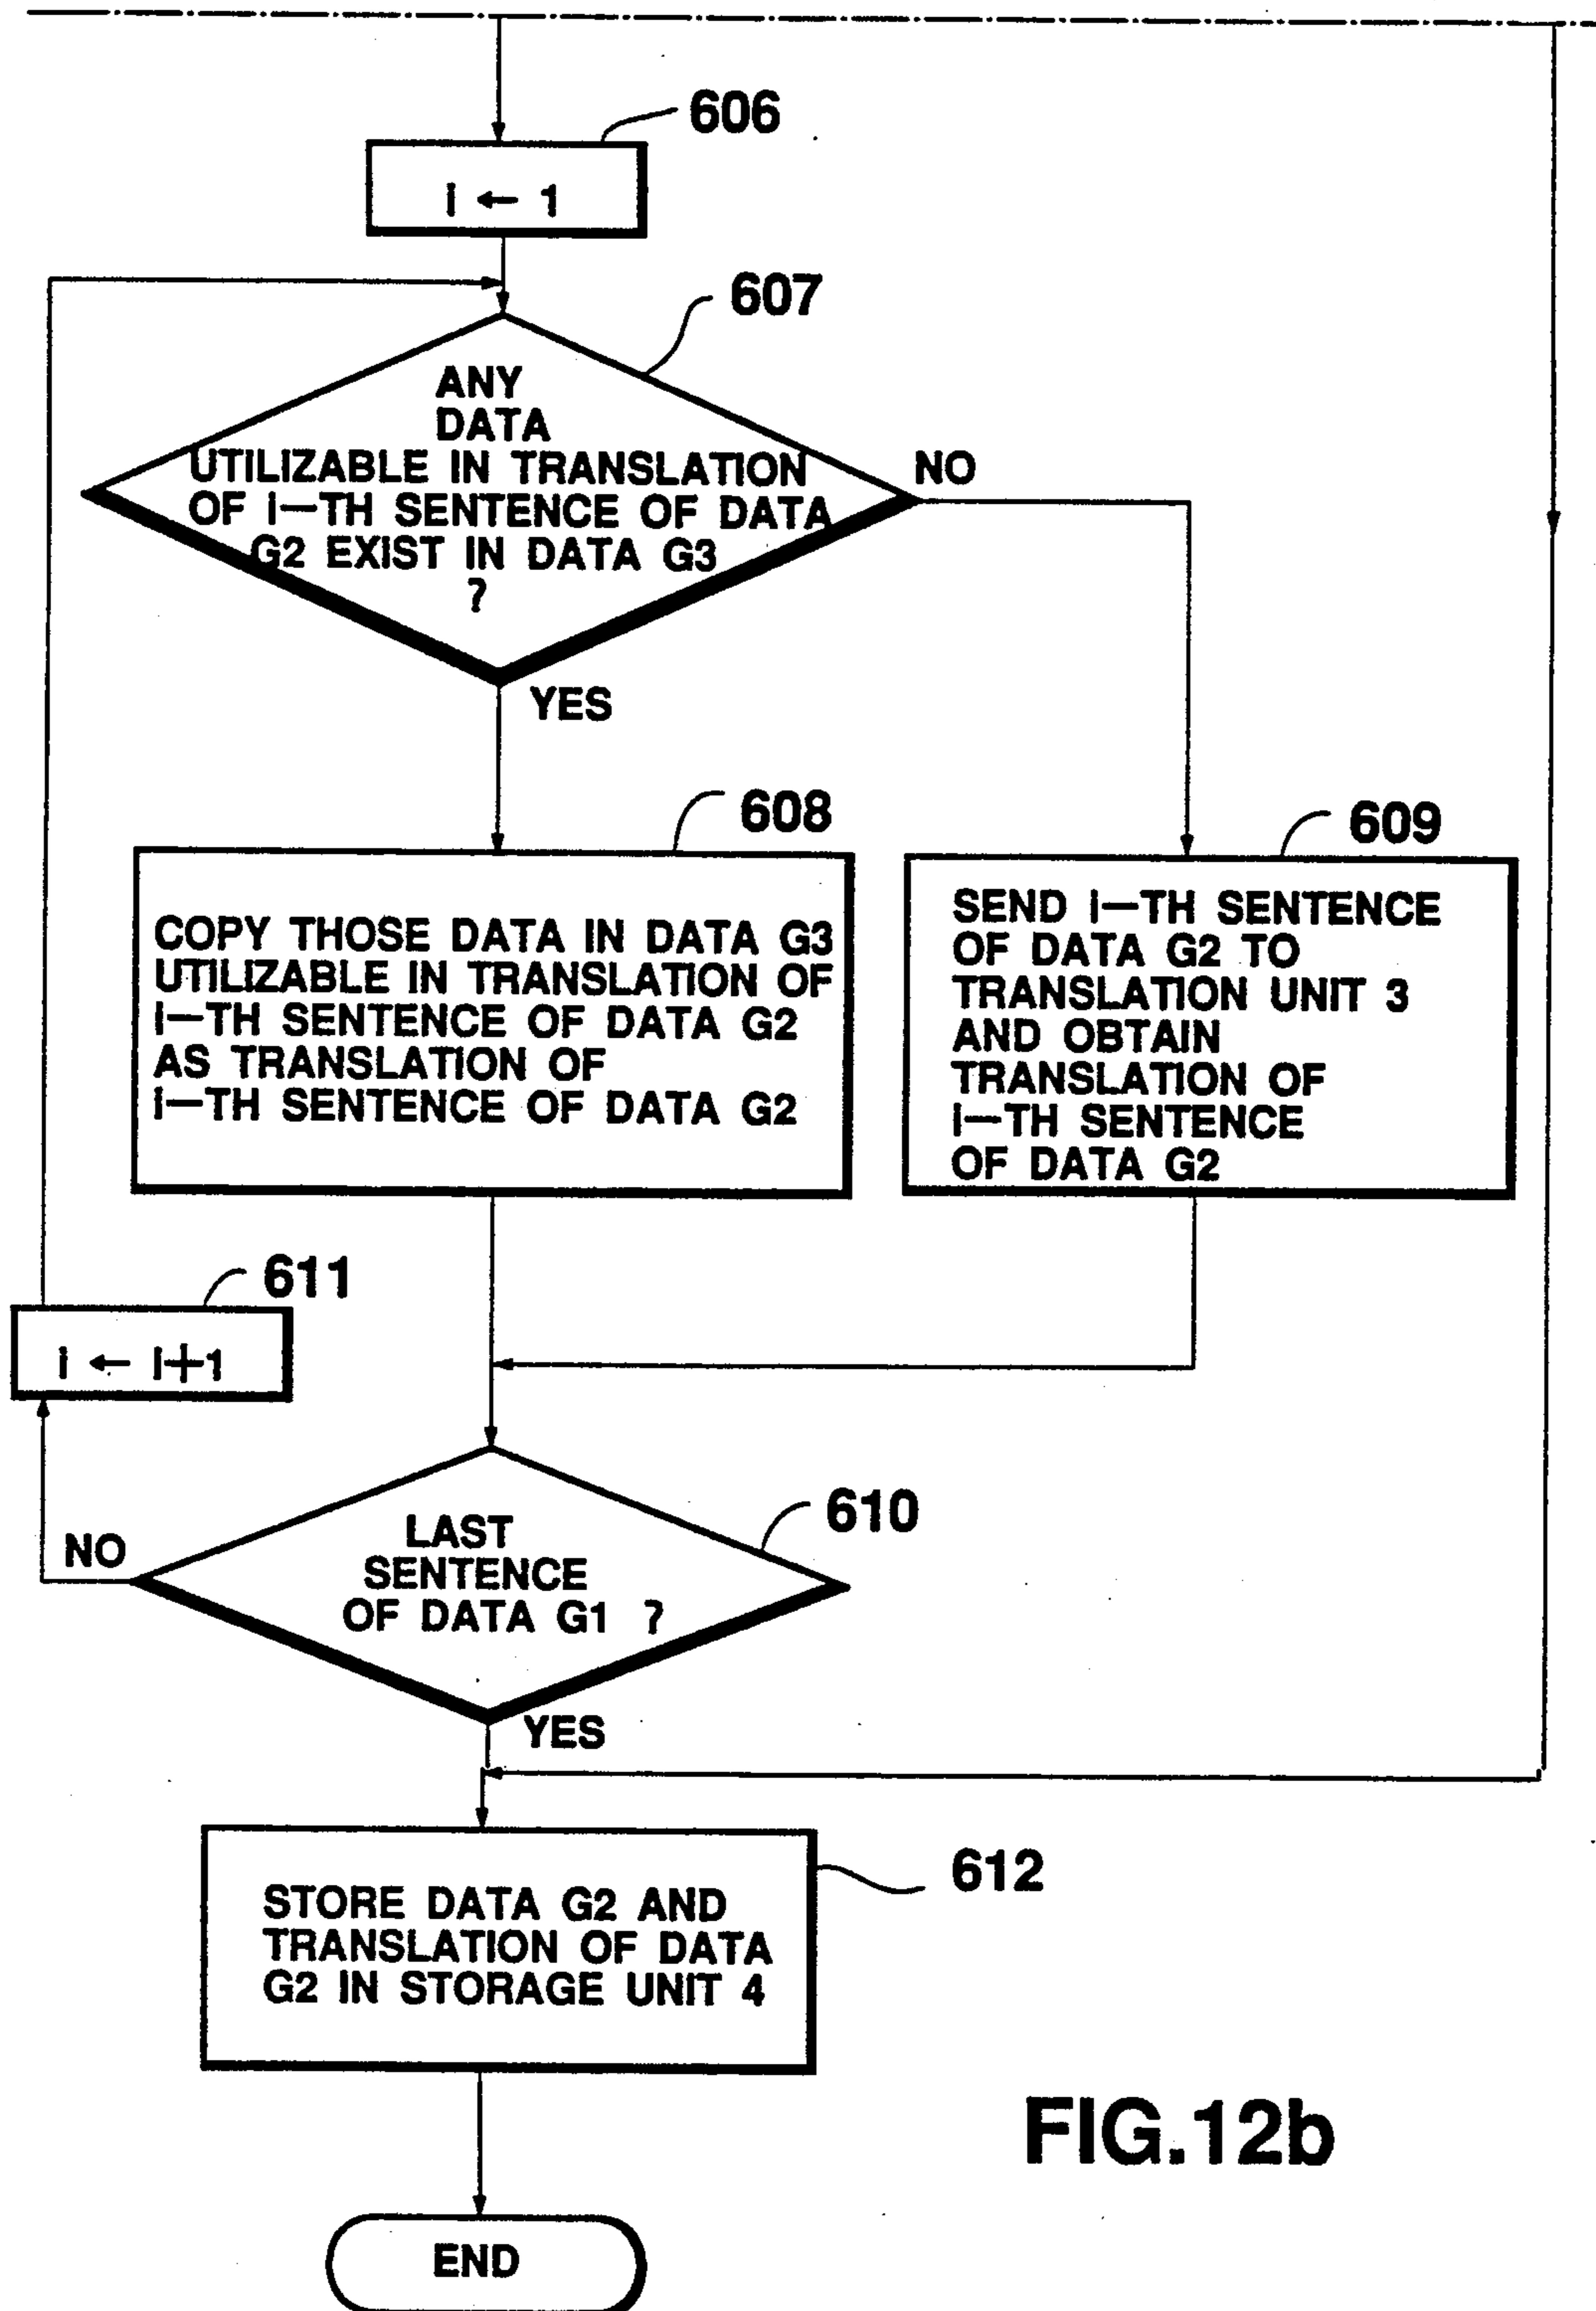 606
I ← 1
607
ANY
DATA
UTILIZABLE IN TRANSLATION
OF I—TH SENTENCE OF DATA
G2 EXIST IN DATA G3
?
NO
YES
608
COPY THOSE DATA IN DATA G3
UTILIZABLE IN TRANSLATION OF
I—TH SENTENCE OF DATA G2
AS TRANSLATION OF
I—TH SENTENCE OF DATA G2
609
SEND I—TH SENTENCE
OF DATA G2 TO
TRANSLATION UNIT 3
AND OBTAIN
TRANSLATION OF
I—TH SENTENCE
OF DATA G2
611
I ← I+1
610
LAST
SENTENCE
OF DATA G1 ?
NO
YES
612
STORE DATA G2 AND
TRANSLATION OF DATA
G2 IN STORAGE UNIT 4
END
FIG.12b